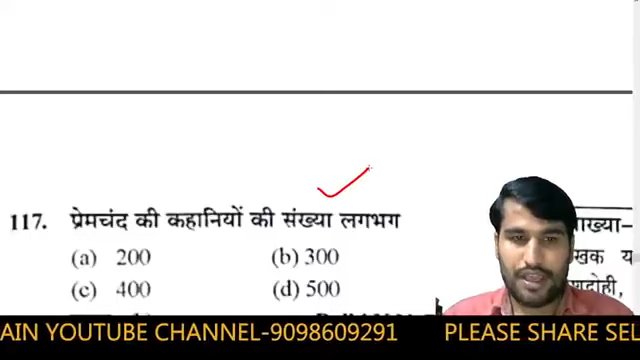 117. प्रेमचंद की कहानियों की संख्या लगभग
(a) 200 (b) 300
(c) 400 (d) 500
AIN YOUTUBE CHANNEL-9098609291 PLEASE SHARE SEL